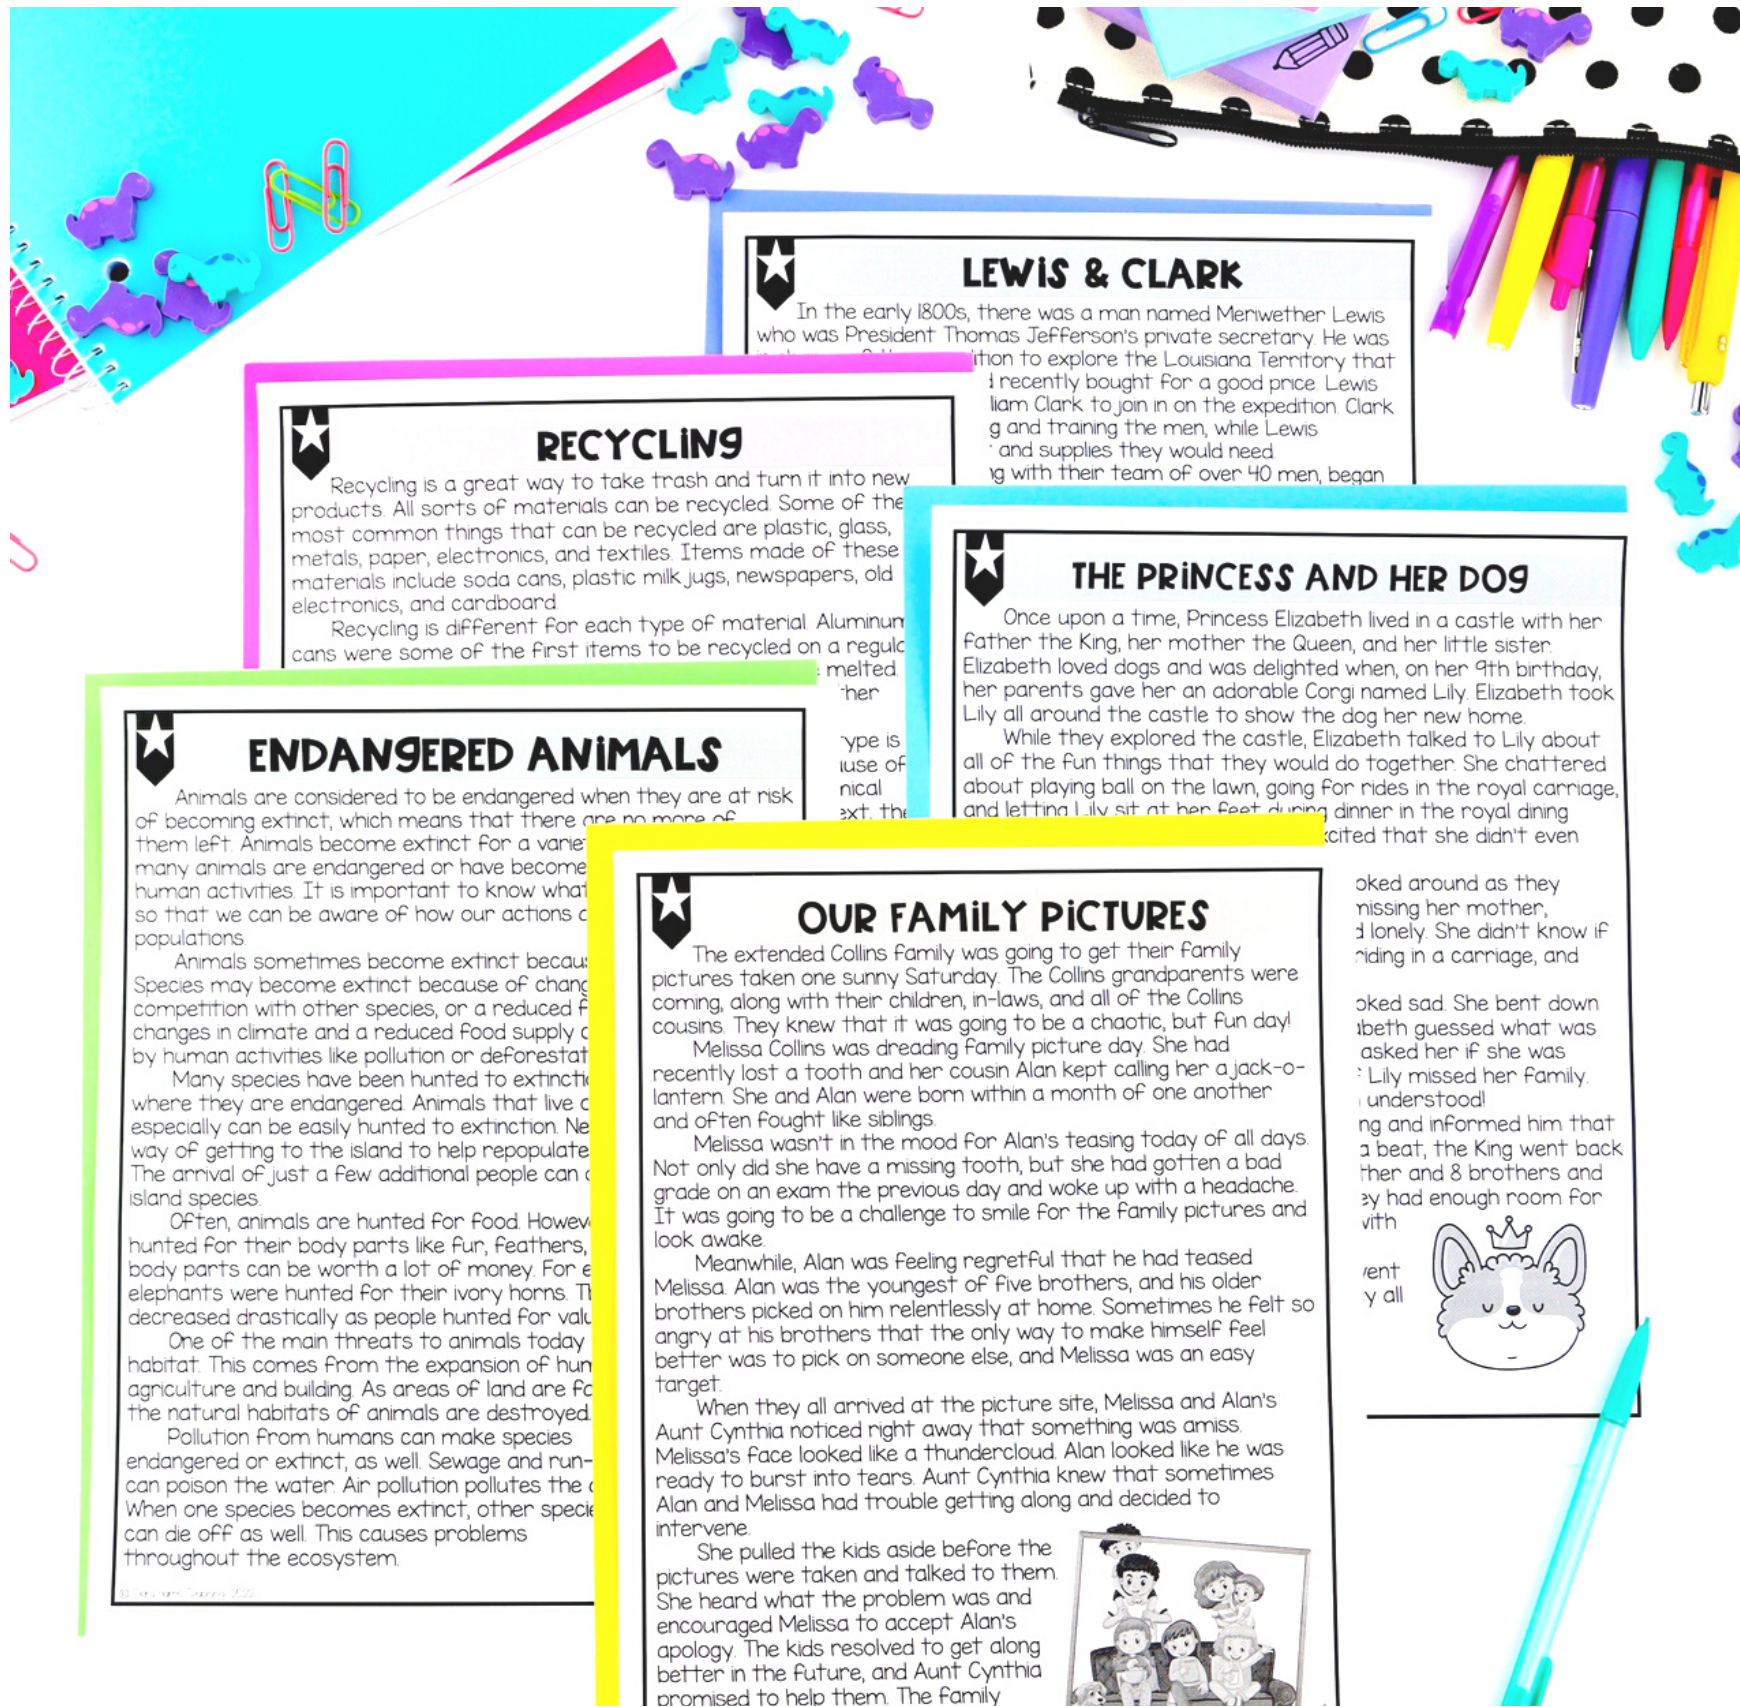 LEWIS & CLARK
In the early 1800s, there was a man named Meriwether Lewis
who was President Thomas Jefferson's private secretary. He was
to explore the Louisiana Territory that
recently bought for a good price. Lewis
Clark to join in on the expedition. Clark
and training the men, while Lewis
and supplies they would need.
with their team of over 40 men, began
RECYCLING
Recycling is a great way to take trash and turn it into new
products. All sorts of materials can be recycled. Some of the
most common things that can be recycled are plastic, glass,
metals, paper, electronics, and textiles. Items made of these
materials include soda cans, plastic milk jugs, newspapers, old
electronics, and cardboard.
Recycling is different for each type of material. Aluminum
cans were some of the first items to be recycled on a
melted.
THE PRINCESS AND HER DOG
Once upon a time, Princess Elizabeth lived in a castle with her
father the King, her mother the Queen, and her little sister.
Elizabeth loved dogs and was delighted when, on her 9th birthday,
her parents gave her an adorable Corgi named Lily. Elizabeth took
Lily all around the castle to show the dog her new home.
While they explored the castle, Elizabeth talked to Lily about
all of the fun things that they would do together. She chattered
about playing ball on the lawn, going for rides in the royal carriage,
and letting Lily sit at her feet during dinner in the royal dining
that she didn't even
around as they
missing her mother,
lonely. She didn't know if
riding in a carriage, and
sad. She bent down
guessed what was
asked her if she was
Lily missed her family.
understood!
and informed him that
a beat, the King went back
and 8 brothers and
had enough room for
all
ENDANGERED ANIMALS
Animals are considered to be endangered when they are at risk
of becoming extinct, which means that there are no more of
them left. Animals become extinct for a
many animals are endangered or have become
human activities. It is important to know what
so that we can be aware of how our actions
populations.
Animals sometimes become extinct
Species may become extinct because of
competition with other species, or a reduced
changes in climate and a reduced food supply
by human activities like pollution or
Many species have been hunted to
where they are endangered. Animals that live
especially can be easily hunted to extinction.
way of getting to the island to help repopulate
The arrival of just a few additional people can
island species.
Often, animals are hunted for food.
hunted for their body parts like fur, feathers,
body parts can be worth a lot of money. For
elephants were hunted for their ivory horns.
decreased drastically as people hunted for
One of the main threats to animals today
habitat. This comes from the expansion of
agriculture and building. As areas of land are
the natural habitats of animals are destroyed.
Pollution from humans can make species
endangered or extinct, as well. Sewage and run-
can poison the water. Air pollution pollutes the
When one species becomes extinct, other
can die off as well. This causes problems
throughout the ecosystem.
OUR FAMILY PICTURES
The extended Collins family was going to get their family
pictures taken one sunny Saturday. The Collins grandparents were
coming, along with their children, in-laws, and all of the Collins
cousins. They knew that it was going to be a chaotic, but fun day!
Melissa Collins was dreading family picture day. She had
recently lost a tooth and her cousin Alan kept calling her a jack-o-
lantern. She and Alan were born within a month of one another
and often fought like siblings.
Melissa wasn't in the mood for Alan's teasing today of all days.
Not only did she have a missing tooth, but she had gotten a bad
grade on an exam the previous day and woke up with a headache.
It was going to be a challenge to smile for the family pictures and
look awake.
Meanwhile, Alan was feeling regretful that he had teased
Melissa. Alan was the youngest of five brothers, and his older
brothers picked on him relentlessly at home. Sometimes he felt so
angry at his brothers that the only way to make himself feel
better was to pick on someone else, and Melissa was an easy
target.
When they all arrived at the picture site, Melissa and Alan's
Aunt Cynthia noticed right away that something was amiss.
Melissa's face looked like a thundercloud. Alan looked like he was
ready to burst into tears. Aunt Cynthia knew that sometimes
Alan and Melissa had trouble getting along and decided to
intervene.
She pulled the kids aside before the
pictures were taken and talked to them.
She heard what the problem was and
encouraged Melissa to accept Alan's
apology. The kids resolved to get along
better in the future, and Aunt Cynthia
promised to help them. The family